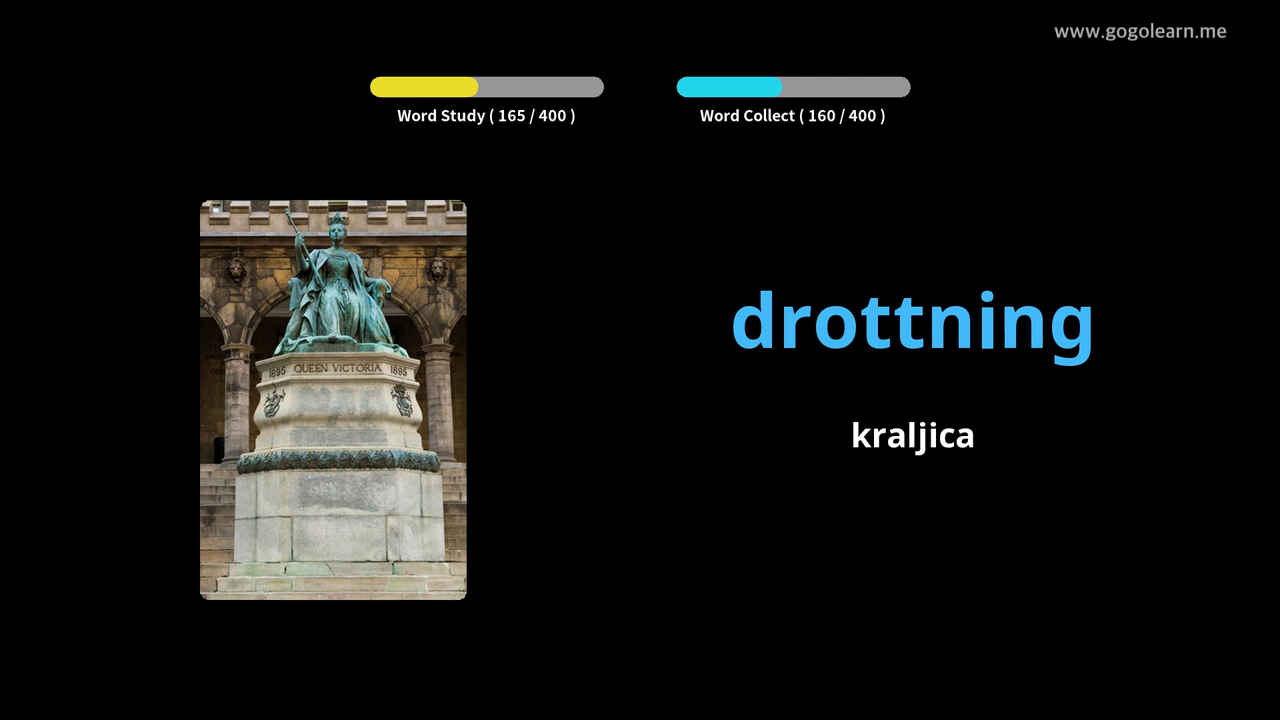 www.gogolearn.me
Word Study ( 165 / 400 )
Word Collect ( 160 / 400 )
1895 QUEEN VICTORIA 1895
drottning
kraljica